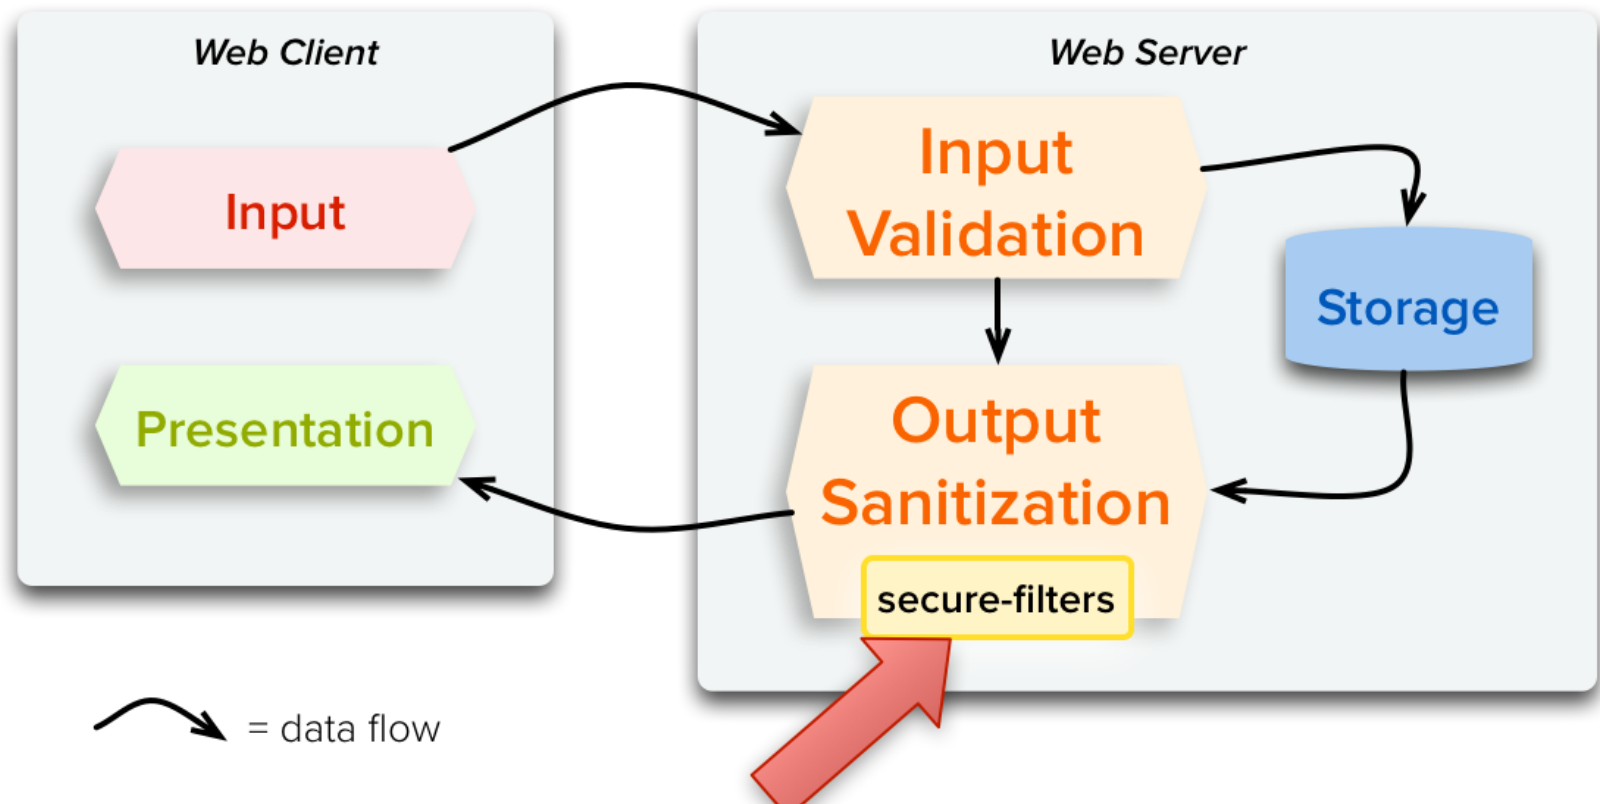 Web Client
Web Server
Input
Input
Validation
Storage
Presentation
Output
Sanitization
secure-filters
= data flow